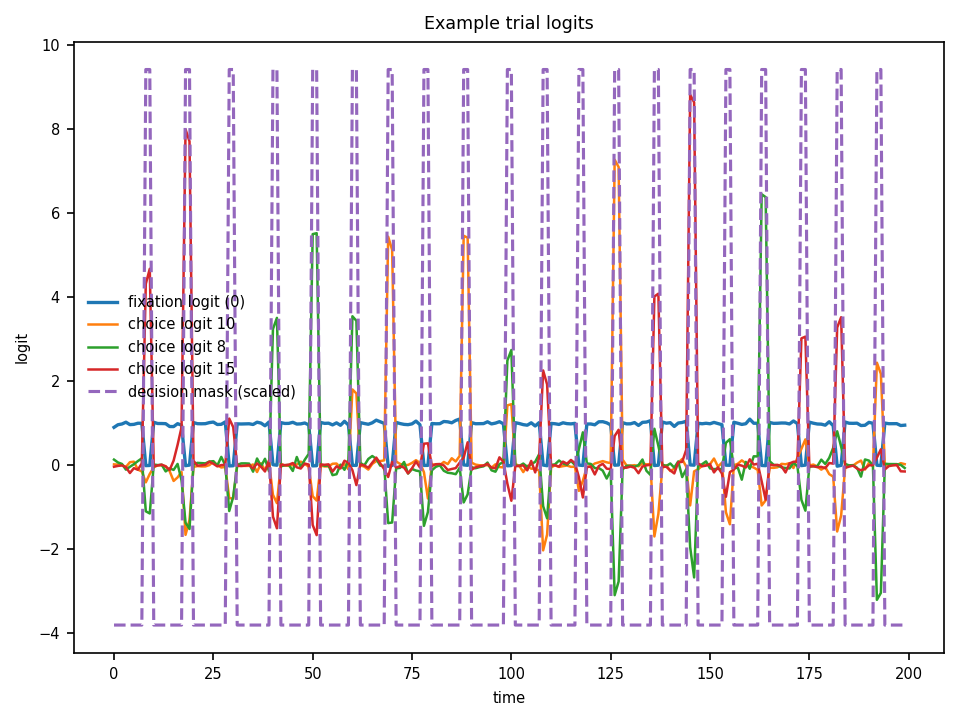 Example trial logits
10
8
6
4
2
0
−2
−4
logit
fixation logit (0)
choice logit 10
choice logit 8
choice logit 15
decision mask (scaled)
0 25 50 75 100 125 150 175 200
time